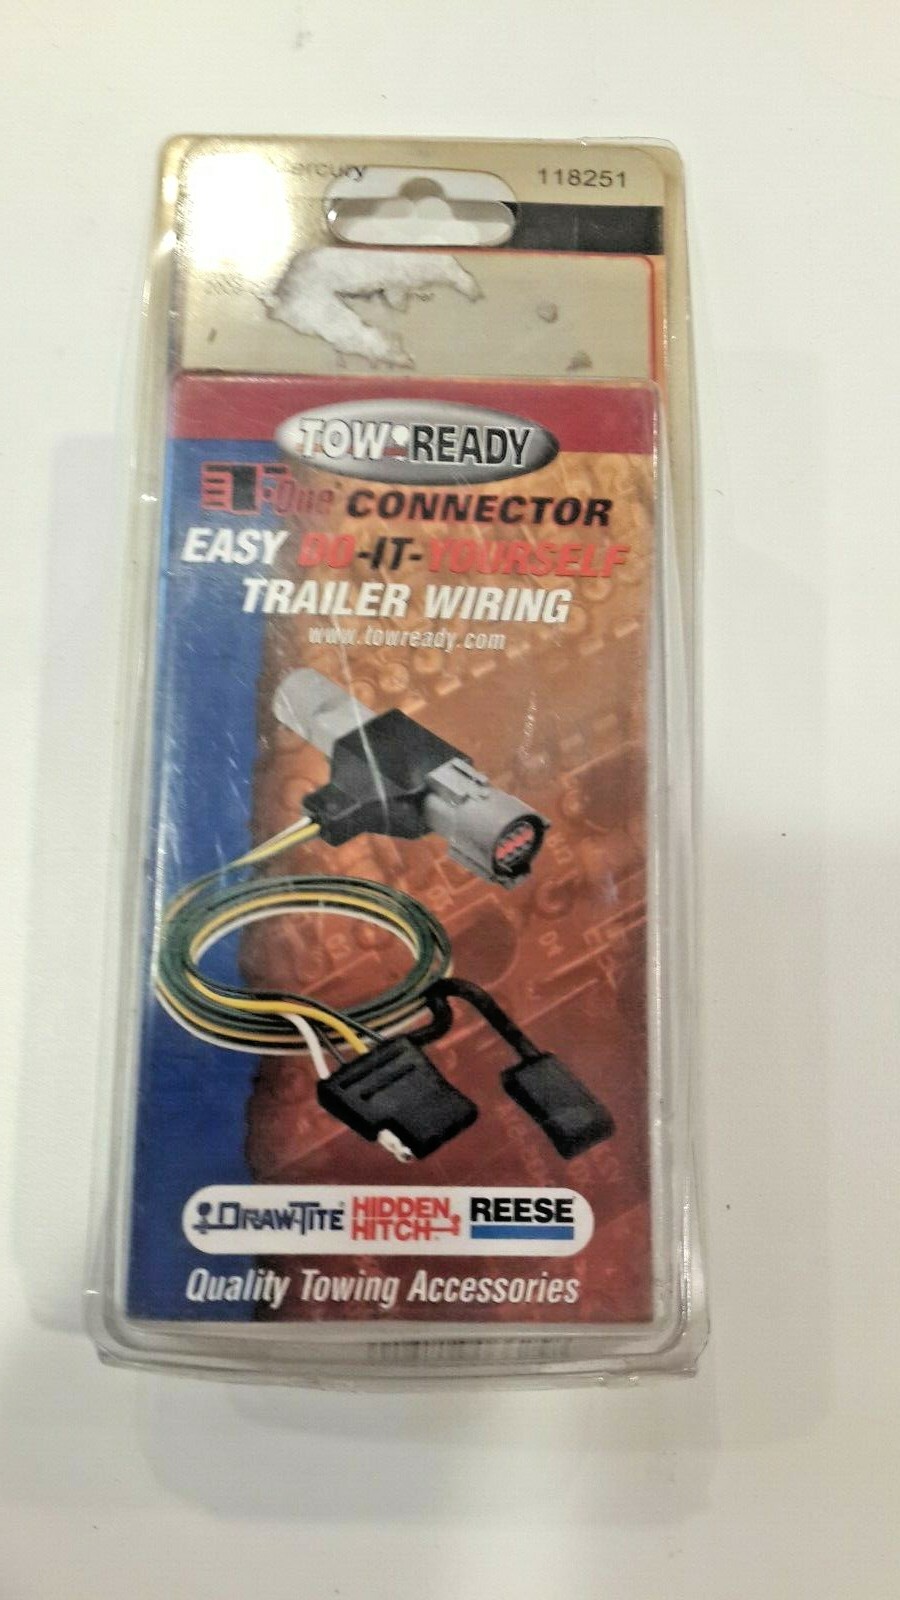 118251
TOW READY
T-One CONNECTOR
EASY DO-IT-YOURSELF
TRAILER WIRING
www.towready.com
DRAW-TITE HIDDEN HITCH REESE
Quality Towing Accessories